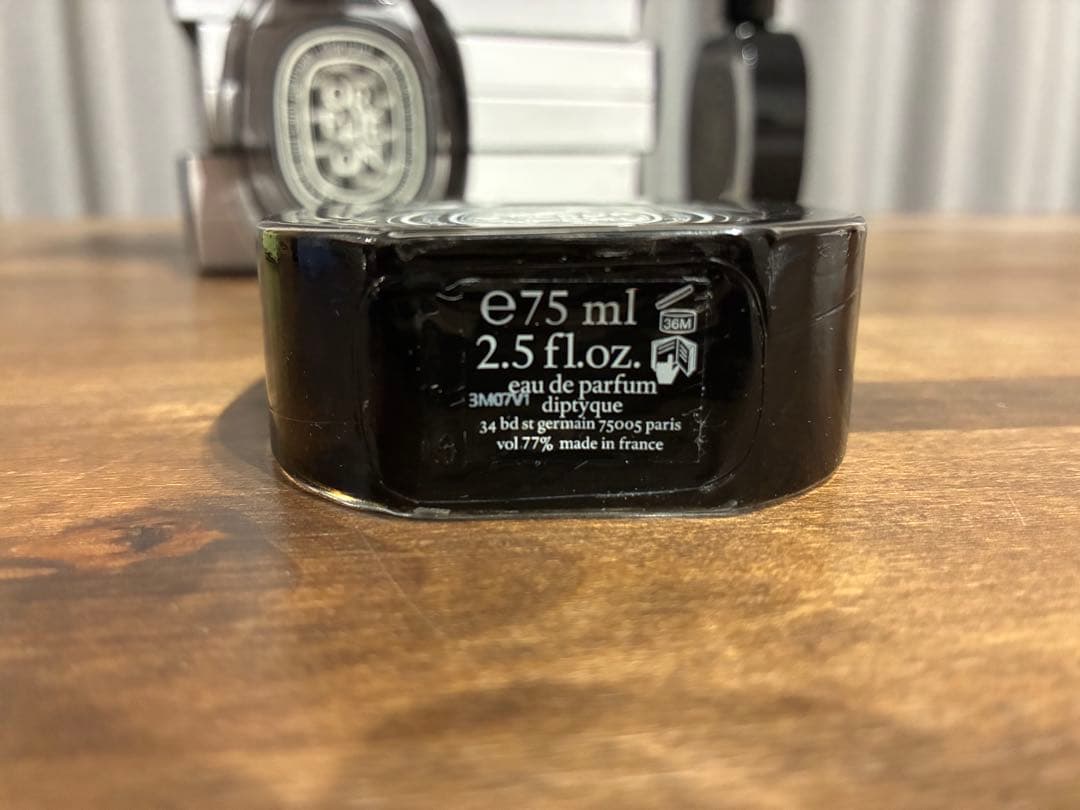 e75 ml
36M
2.5 fl.oz.
eau de parfum
3M07V1
diptyque
34 bd st germain 75005 paris
vol 77% made in france